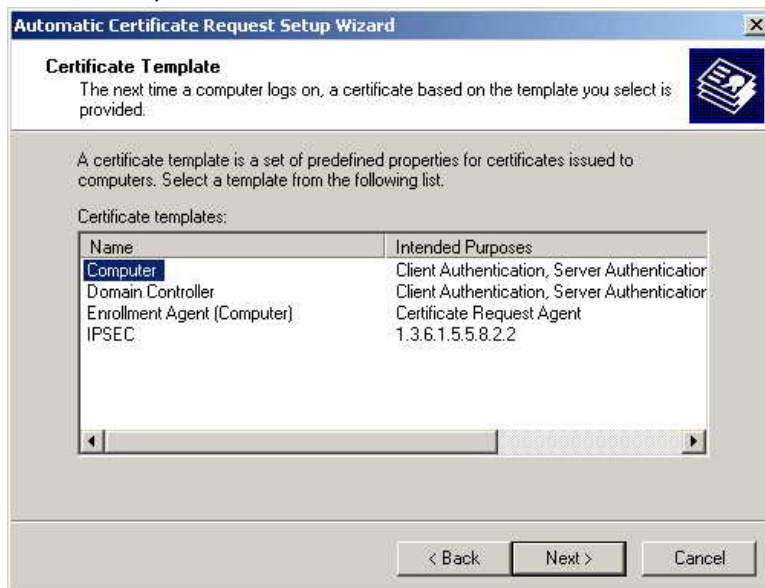 Automatic Certificate Request Setup Wizard
Certificate Template
The next time a computer logs on, a certificate based on the template you select is
provided.
A certificate template is a set of predefined properties for certificates issued to
computers. Select a template from the following list.
Certificate templates:
Name Intended Purposes
Computer Client Authentication, Server Authentication
Domain Controller Client Authentication, Server Authentication
Enrollment Agent (Computer) Certificate Request Agent
IPSEC 1.3.6.1.5.5.8.2.2
< Back Next > Cancel